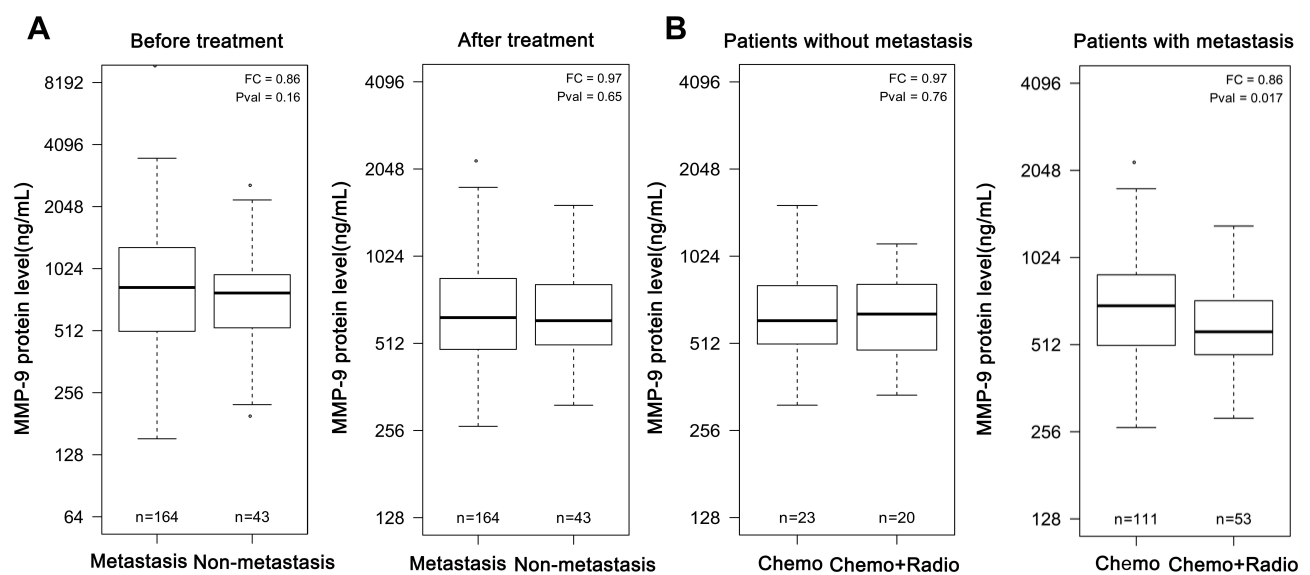 A
Before treatment
MMP-9 protein level(ng/mL)
8192
4096
2048
1024
512
256
128
64
FC = 0.86
Pval = 0.16
n=164
n=43
Metastasis
Non-metastasis
After treatment
MMP-9 protein level(ng/mL)
4096
2048
1024
512
256
128
FC = 0.97
Pval = 0.65
n=164
n=43
Metastasis
Non-metastasis
B
Patients without metastasis
MMP-9 protein level(ng/mL)
4096
2048
1024
512
256
128
FC = 0.97
Pval = 0.76
n=23
n=20
Chemo
Chemo+Radio
Patients with metastasis
MMP-9 protein level(ng/mL)
4096
2048
1024
512
256
128
FC = 0.86
Pval = 0.017
n=111
n=53
Chemo
Chemo+Radio